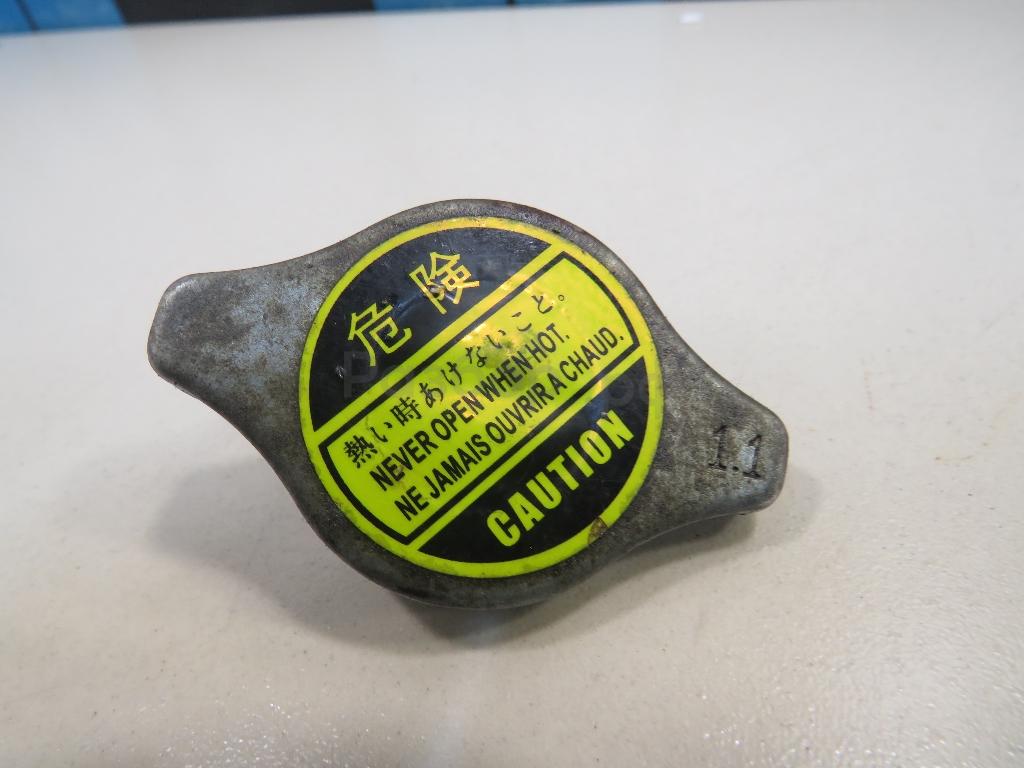 危険
熱い時あけないこと。
NEVER OPEN WHEN HOT.
NE JAMAIS OUVRIR A CHAUD.
CAUTION
1.1